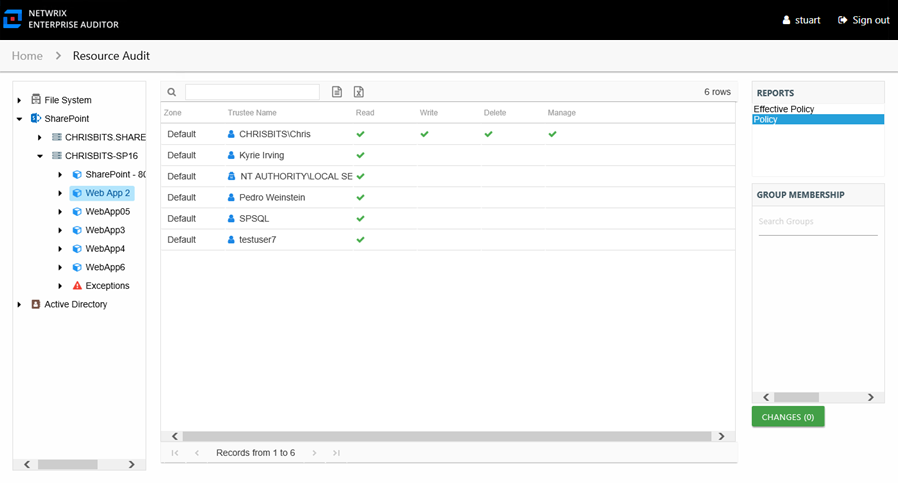 NETWRIX
ENTERPRISE AUDITOR
stuart
Sign out
Home > Resource Audit
File System
SharePoint
CHRISBITS.SHARE
CHRISBITS-SP16
SharePoint - 80
Web App 2
WebApp05
WebApp3
WebApp4
WebApp6
Exceptions
Active Directory
6 rows
Zone Trustee Name Read Write Delete Manage
Default CHRISBITS\Chris
Default Kyrie Irving
Default NT AUTHORITY\LOCAL SE
Default Pedro Weinstein
Default SPSQL
Default testuser7
Records from 1 to 6
REPORTS
Effective Policy
Policy
GROUP MEMBERSHIP
Search Groups
CHANGES (0)